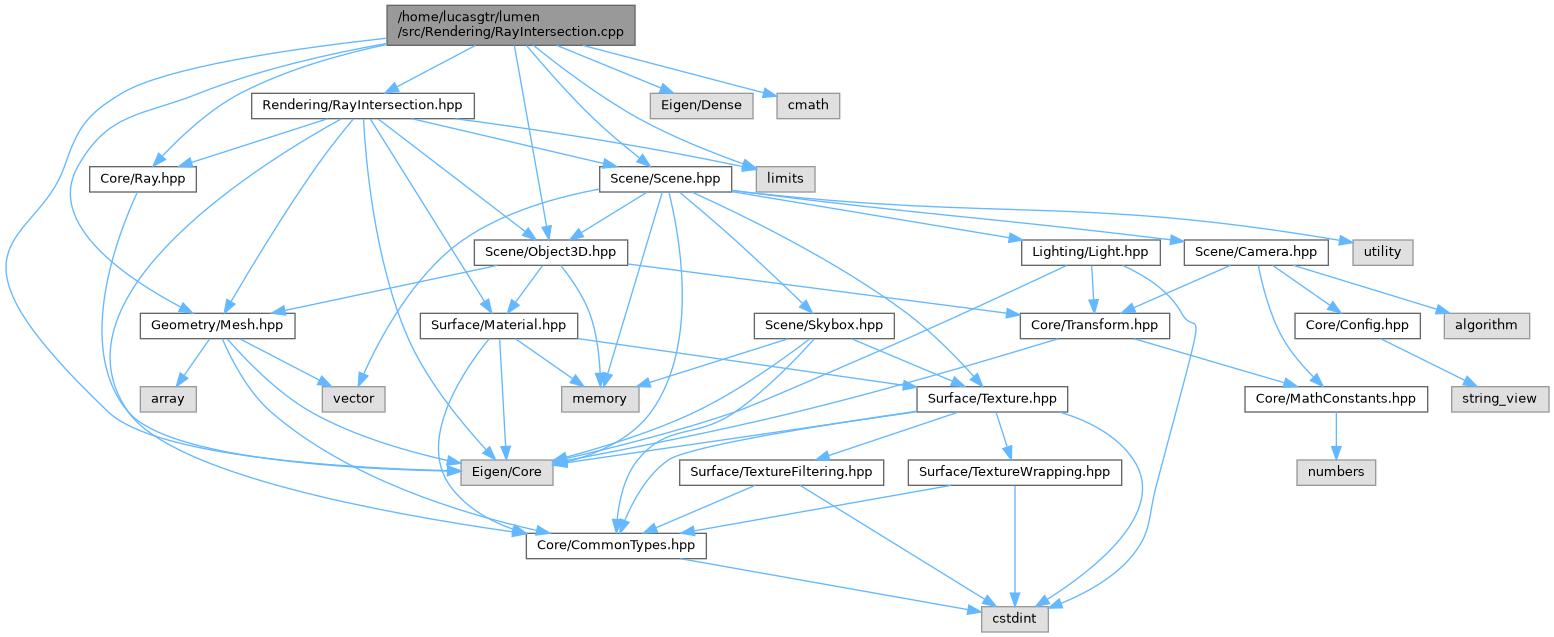 /home/lucasgtr/lumen
/src/Rendering/RayIntersection.cpp
Rendering/RayIntersection.hpp
Eigen/Dense
cmath
Core/Ray.hpp
Scene/Scene.hpp
limits
Scene/Object3D.hpp
Lighting/Light.hpp
Scene/Camera.hpp
utility
Geometry/Mesh.hpp
Surface/Material.hpp
Scene/Skybox.hpp
Core/Transform.hpp
Core/Config.hpp
algorithm
array
vector
memory
Surface/Texture.hpp
Core/MathConstants.hpp
string_view
Eigen/Core
Surface/TextureFiltering.hpp
Surface/TextureWrapping.hpp
numbers
Core/CommonTypes.hpp
cstdint